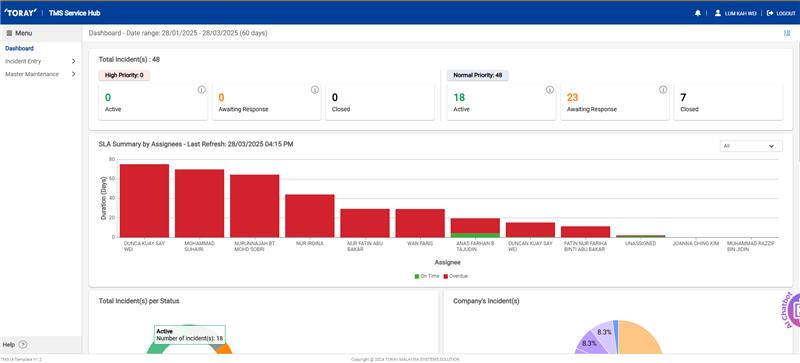 'TORAY'
TMS Service Hub
LUM KAH WEI
LOGOUT
Menu
Dashboard
Incident Entry
Master Maintenance
Dashboard - Date range: 28/01/2025 - 28/03/2025 (60 days)
Total Incident(s) : 48
High Priority: 0
0
Active
0
Awaiting Response
0
Closed
Normal Priority: 48
18
Active
23
Awaiting Response
7
Closed
SLA Summary by Assignees - Last Refresh: 28/03/2025 04:15 PM
All
Duration (Days)
80
60
40
20
0
DUNCA KUAY SAY
WEI
MOHAMMAD
SUHAIRI
NURUNNAJAH BT
MOHD SOBRI
NUR IRDINA
NUR FATIN ABU
BAKAR
WAN FARIS
ANAS FARHAN B
TAJUDIN
DUNCAN KUAY SAY
WEI
FATIN NUR FARIHA
BINTI ABU BAKAR
UNASSIGNED
JOANNA CHING KIM
MUHAMMAD RAZZIF
BIN JIDIN
Assignee
On Time
Overdue
Total Incident(s) per Status
Active
Number of incident(s): 18
Company's Incident(s)
8.3%
8.3%
AI Chatbot
Help
TMS UI Template V1.2
Copyright © 2024 TORAY MALAYSIA SYSTEMS SOLUTION